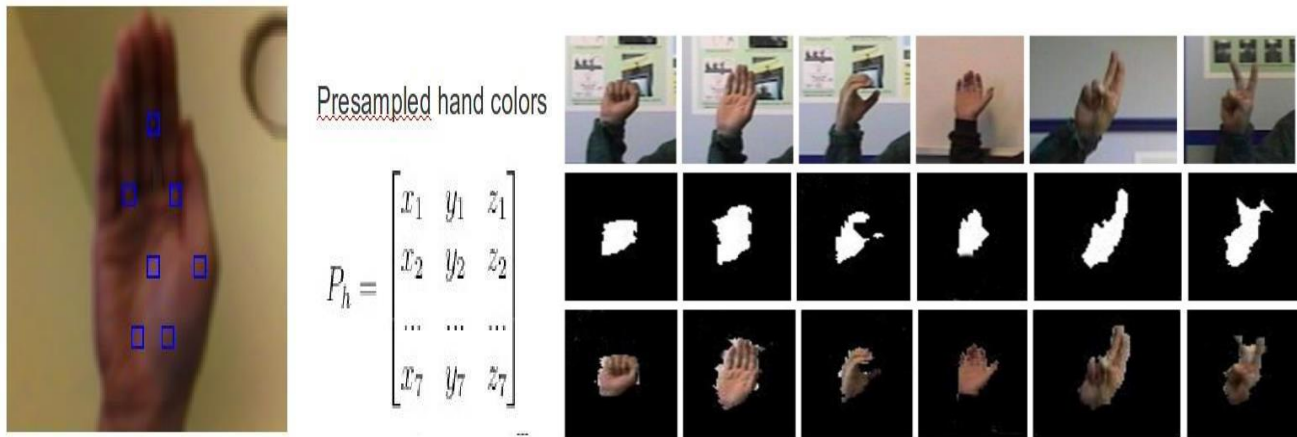 Presampled hand colors
P_h = [x_1 y_1 z_1
x_2 y_2 z_2
... ... ...
x_7 y_7 z_7]